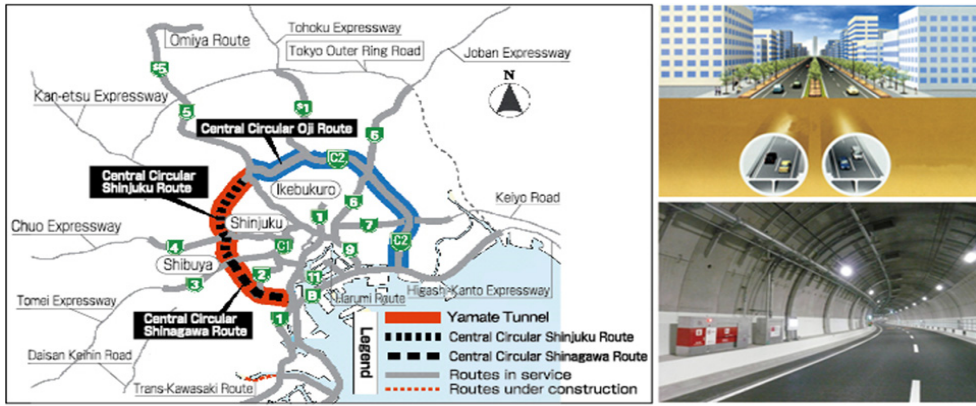 Tohoku Expressway
Omiya Route
Tokyo Outer Ring Road
Joban Expressway
N
S5
Kan-etsu Expressway
5
S1
6
Central Circular Oji Route
C2
Central Circular
Shinjuku Route
Ikebukuro
6
Keiyo Road
Shinjuku
1
7
Chuo Expressway
4
C1
9
C2
Shibuya
2
11
3
B
Higash-Kanto Expressway
Harumi Route
Tomei Expressway
Central Circular
Shinagawa Route
1
Legend
Yamate Tunnel
Central Circular Shinjuku Route
Central Circular Shinagawa Route
Routes in service
Routes under construction
Daisan Keihin Road
Trans-Kawasaki Route